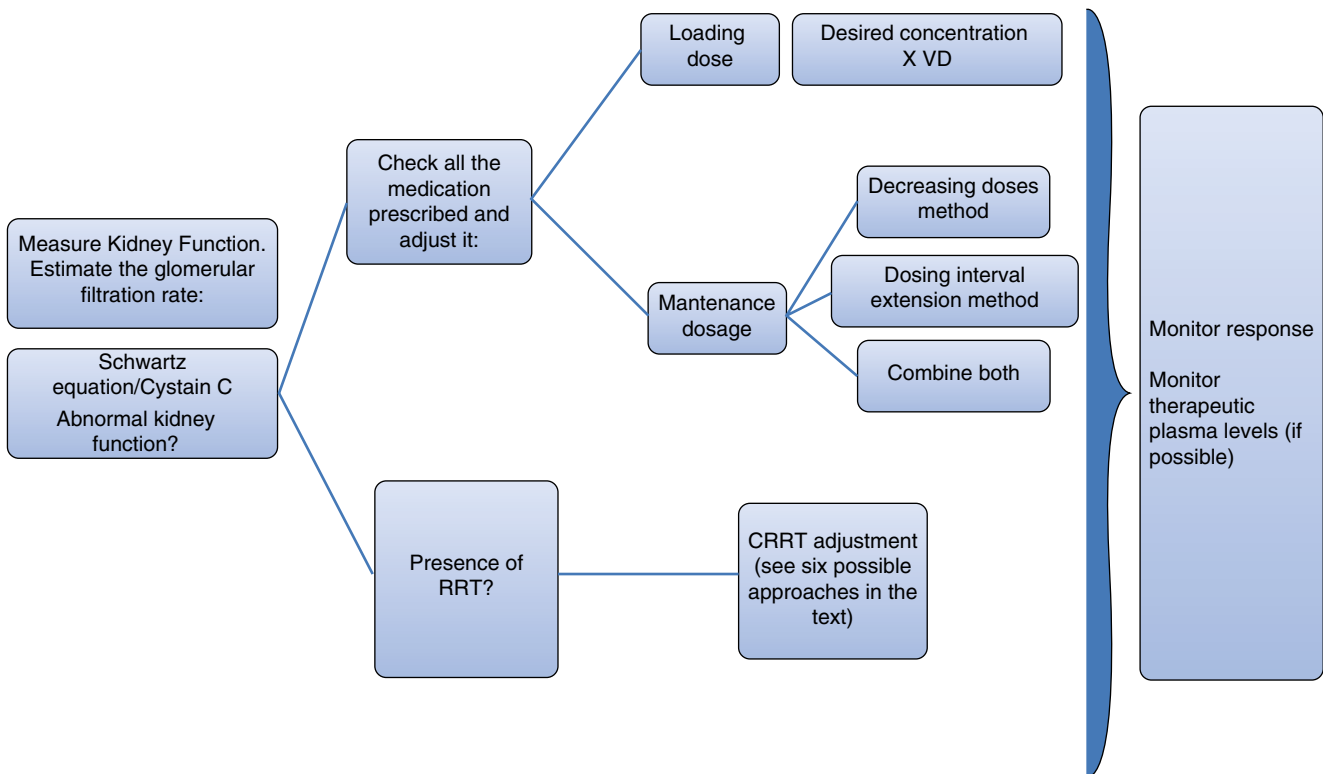 Measure Kidney Function.
Estimate the glomerular
filtration rate:
Schwartz
equation/Cystain C
Abnormal kidney
function?
Check all the
medication
prescribed and
adjust it:
Loading
dose
Desired concentration
X VD
Mantenance
dosage
Decreasing doses
method
Dosing interval
extension method
Combine both
Presence of
RRT?
CRRT adjustment
(see six possible
approaches in the
text)
Monitor response
Monitor
therapeutic
plasma levels (if
possible)